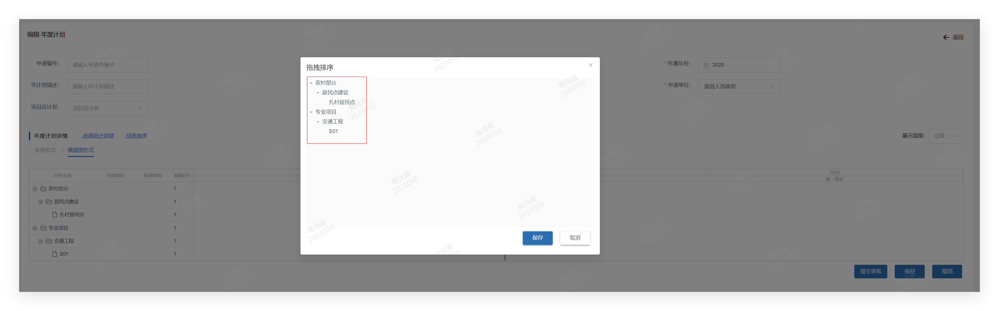 编辑 年度计划
返回
申请编号：
请输入申请单编号
* 所属年份：
2020
年计划描述：
请输入年计划描述
* 申请单位：
朗县人民政府
项目总计划：
项目总计划
年度计划详情
选择总计划项
任务排序
展示层级：
层级
表格形式 / 横道图形式
任务名称 开始时间 结束时间 期限(月)
2026
第一季度
农村部分 1
居民点建设 1
扎村居民点 1
专业项目 1
交通工程 1
S01 1
提交审批
保存
取消
拖拽排序
农村部分
居民点建设
扎村居民点
专业项目
交通工程
S01
保存
取消
陶泽鑫
2023050